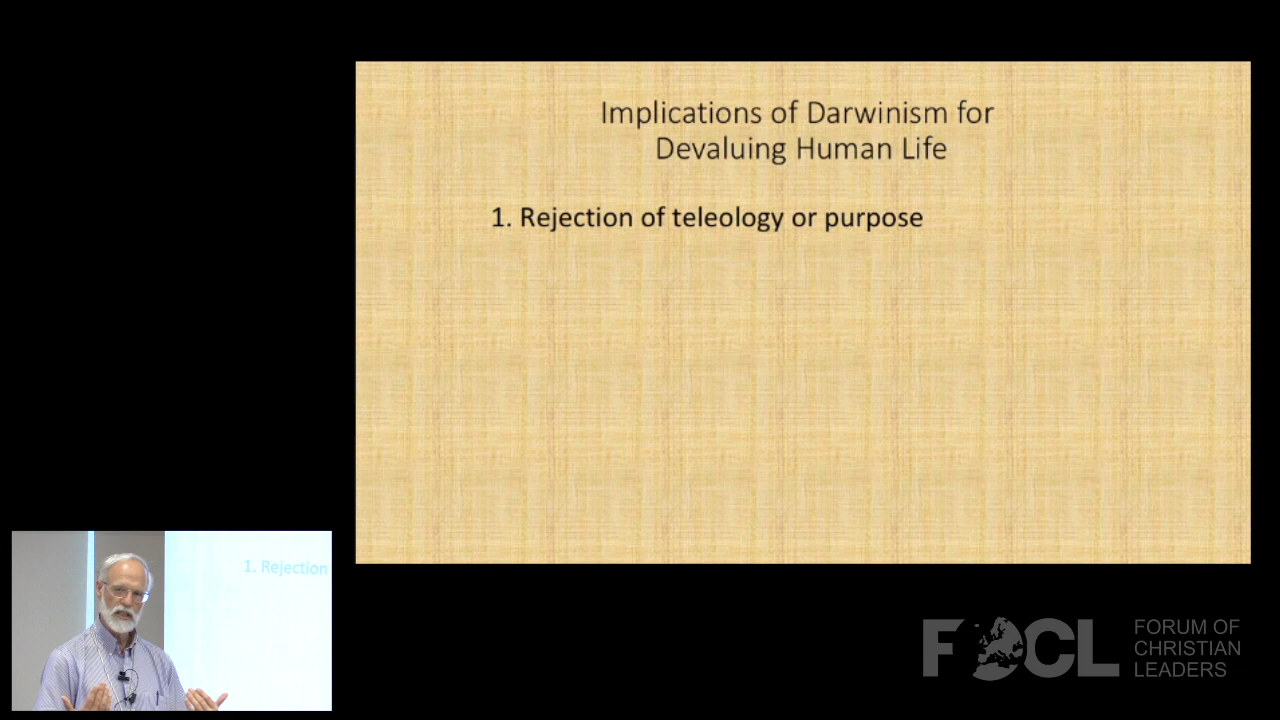 Implications of Darwinism for
Devaluing Human Life
1. Rejection of teleology or purpose
1. Rejection
FOCL
FORUM OF
CHRISTIAN
LEADERS